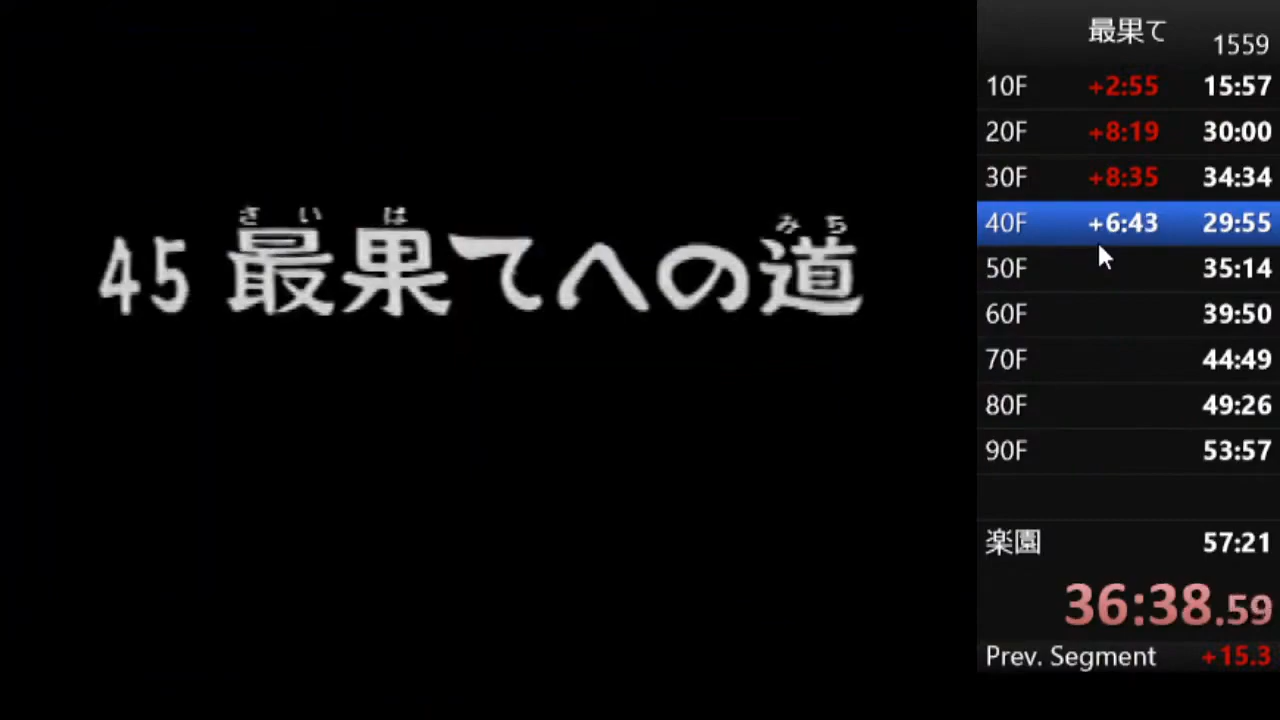 さいは みち
45 最果てへの道
最果て
1559
10F +2:55 15:57
20F +8:19 30:00
30F +8:35 34:34
40F +6:43 29:55
50F 35:14
60F 39:50
70F 44:49
80F 49:26
90F 53:57
楽園 57:21
36:38.59
Prev. Segment +15.3